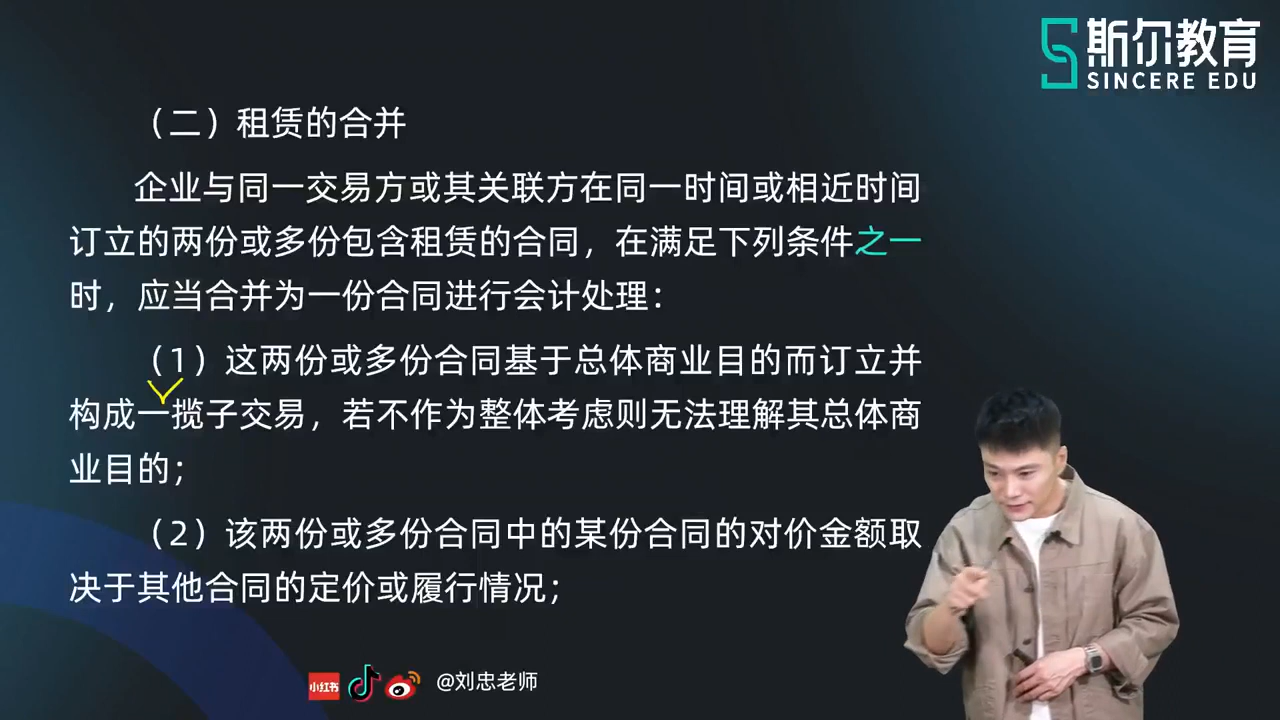 斯尔教育
SINCERE EDU
（二）租赁的合并
企业与同一交易方或其关联方在同一时间或相近时间
订立的两份或多份包含租赁的合同，在满足下列条件之一
时，应当合并为一份合同进行会计处理：
（1）这两份或多份合同基于总体商业目的而订立并
构成一揽子交易，若不作为整体考虑则无法理解其总体商
业目的；
（2）该两份或多份合同中的某份合同的对价金额取
决于其他合同的定价或履行情况；
小红书 @刘忠老师